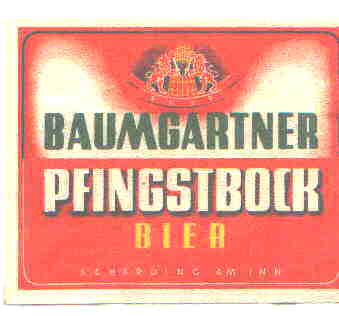 BAUMGARTNER
PFINGSTBOCK
BIER
SCHÄRDING AM INN